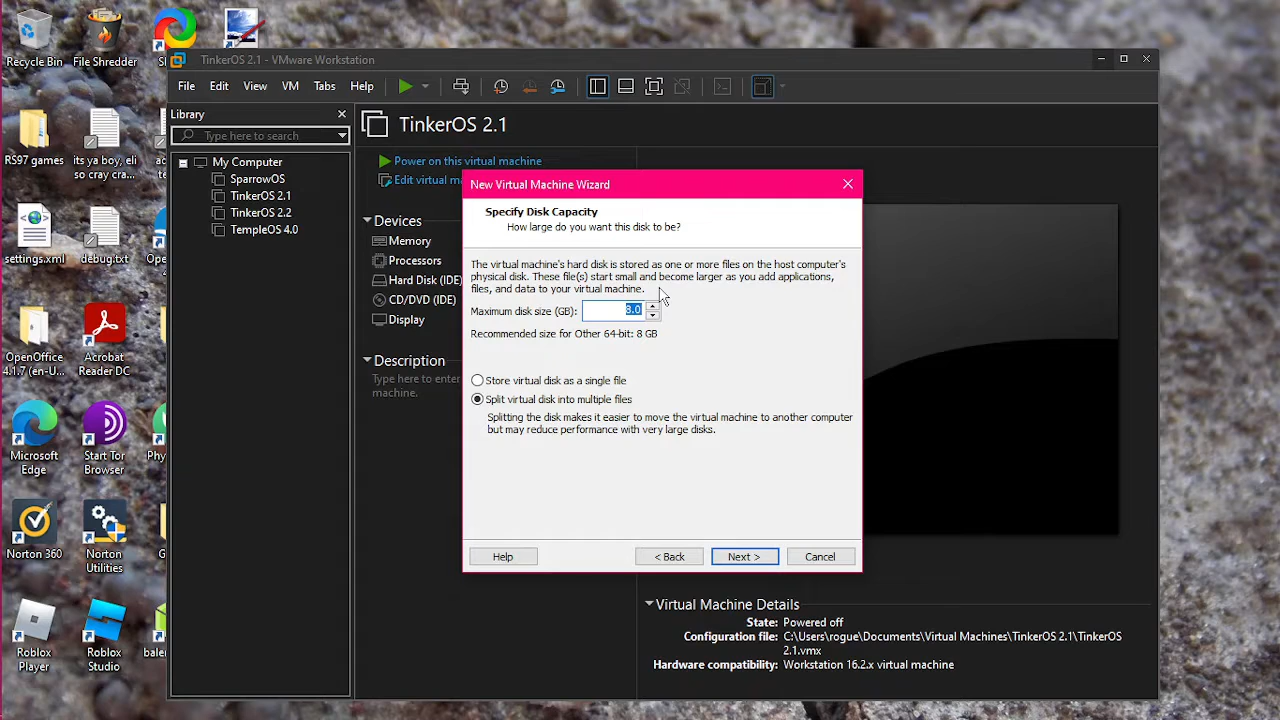 Recycle Bin
File Shredder
RS97 games
its ya boy, eli
so cray cra...
settings.xml
debug.txt
OpenOffice
4.1.7 (en-U...
Acrobat
Reader DC
Microsoft
Edge
Start Tor
Browser
Norton 360
Norton
Utilities
Roblox
Player
Roblox
Studio
TinkerOS 2.1 - VMware Workstation
File Edit View VM Tabs Help
Library
Type here to search
My Computer
SparrowOS
TinkerOS 2.1
TinkerOS 2.2
TempleOS 4.0
TinkerOS 2.1
Power on this virtual machine
Edit virtual m
Devices
Memory
Processors
Hard Disk (IDE)
CD/DVD (IDE)
Display
Description
Type here to enter
machine.
New Virtual Machine Wizard
Specify Disk Capacity
How large do you want this disk to be?
The virtual machine's hard disk is stored as one or more files on the host computer's
physical disk. These file(s) start small and become larger as you add applications,
files, and data to your virtual machine.
Maximum disk size (GB): 8.0
Recommended size for Other 64-bit: 8 GB
Store virtual disk as a single file
Split virtual disk into multiple files
Splitting the disk makes it easier to move the virtual machine to another computer
but may reduce performance with very large disks.
Help < Back Next > Cancel
Virtual Machine Details
State: Powered off
Configuration file: C:\Users\rogue\Documents\Virtual Machines\TinkerOS 2.1\TinkerOS
2.1.vmx
Hardware compatibility: Workstation 16.2.x virtual machine